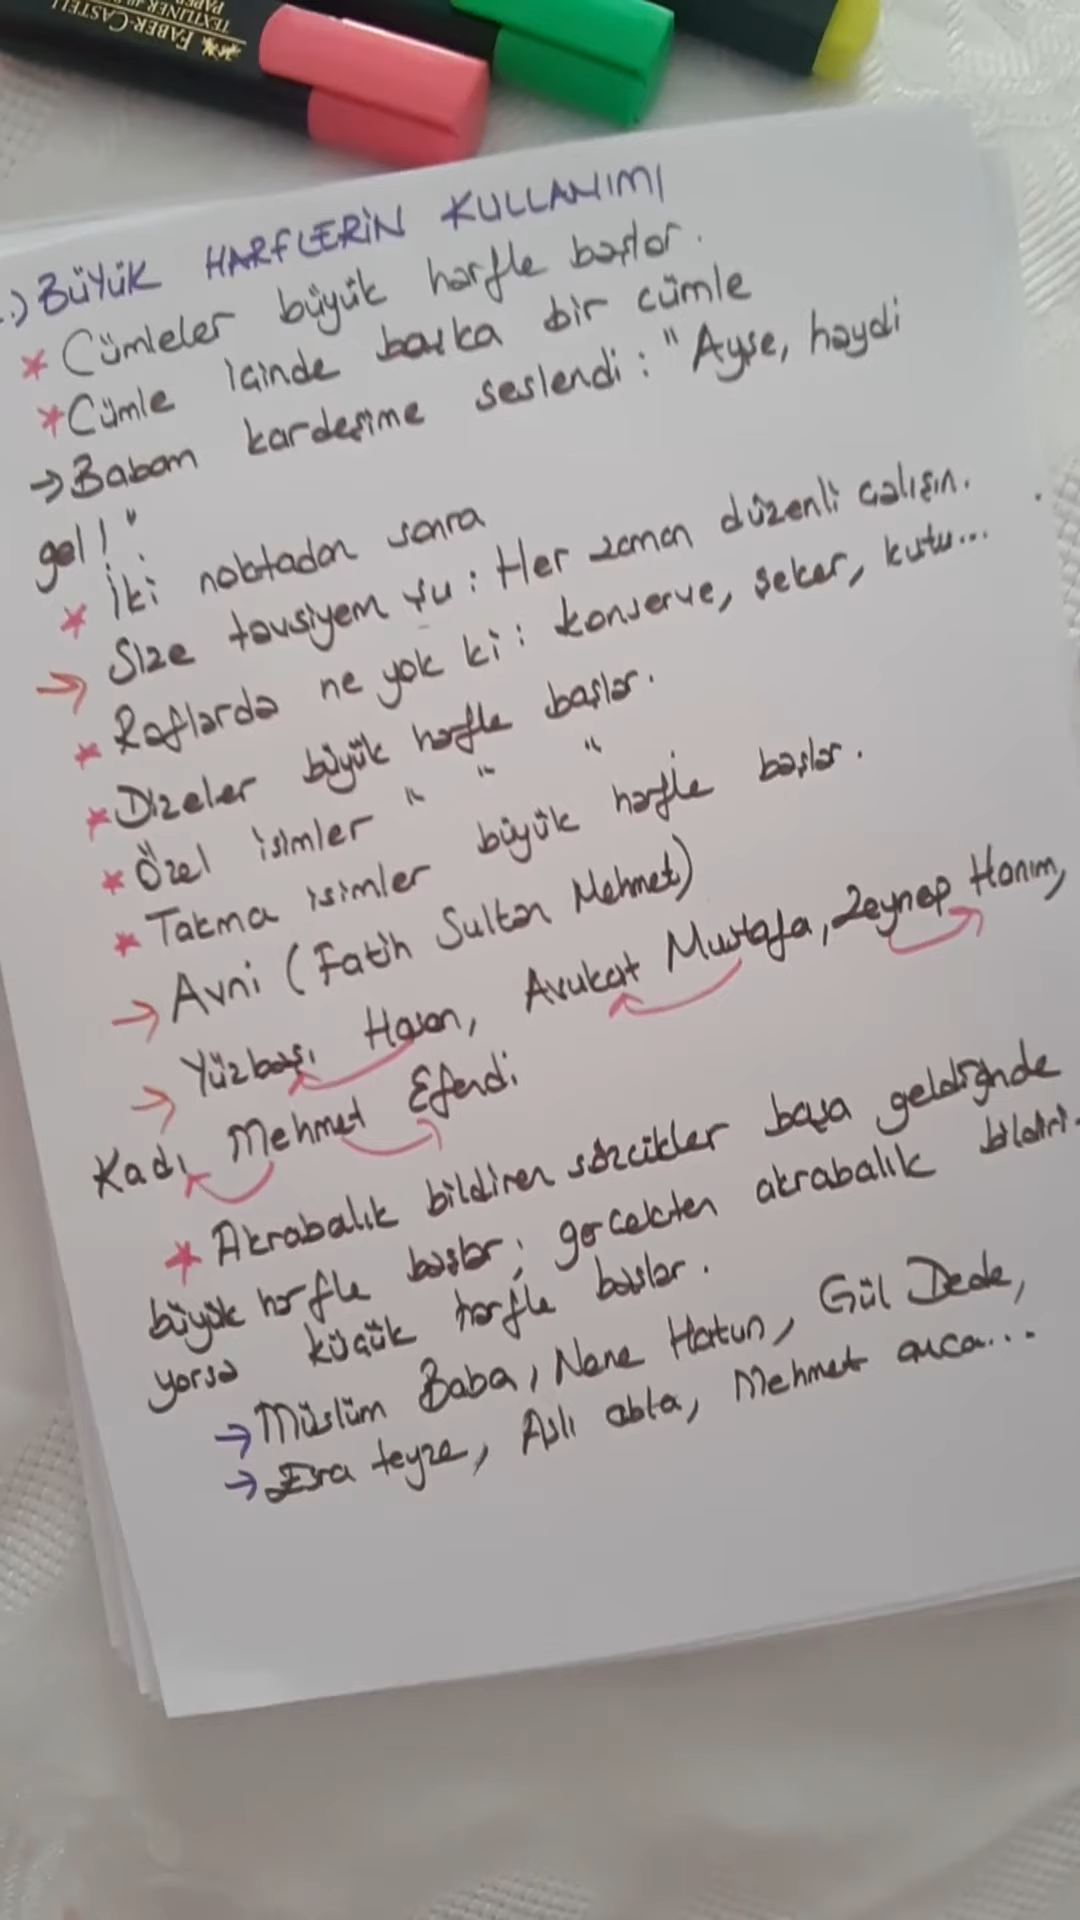 FABER-CASTELL
TEXTLINER
.) BÜYÜK HARFLERİN KULLANIMI
* Cümleler büyük harfle başlar.
* Cümle içinde başka bir cümle
→ Babam kardeşime seslendi: "Ayşe, haydi
gel!"
* İki noktadan sonra
→ Size tavsiyem şu: Her zaman düzenli çalışın.
* Raflarda ne yok ki: konserve, şeker, kutu...
* Dizeler büyük harfle başlar.
* Özel isimler " " "
* Takma isimler büyük harfle başlar.
→ Avni (Fatih Sultan Mehmet)
→ Yüzbaşı Hasan, Avukat Mustafa, Zeynep Hanım,
Kadı Mehmet Efendi
* Akrabalık bildiren sözcükler başa geldiğinde
büyük harfle başlar; gerçekten akrabalık bildiri-
yorsa küçük harfle başlar.
→ Müslüm Baba, Nene Hatun, Gül Dede,
→ Esra teyze, Aslı abla, Mehmet amca...